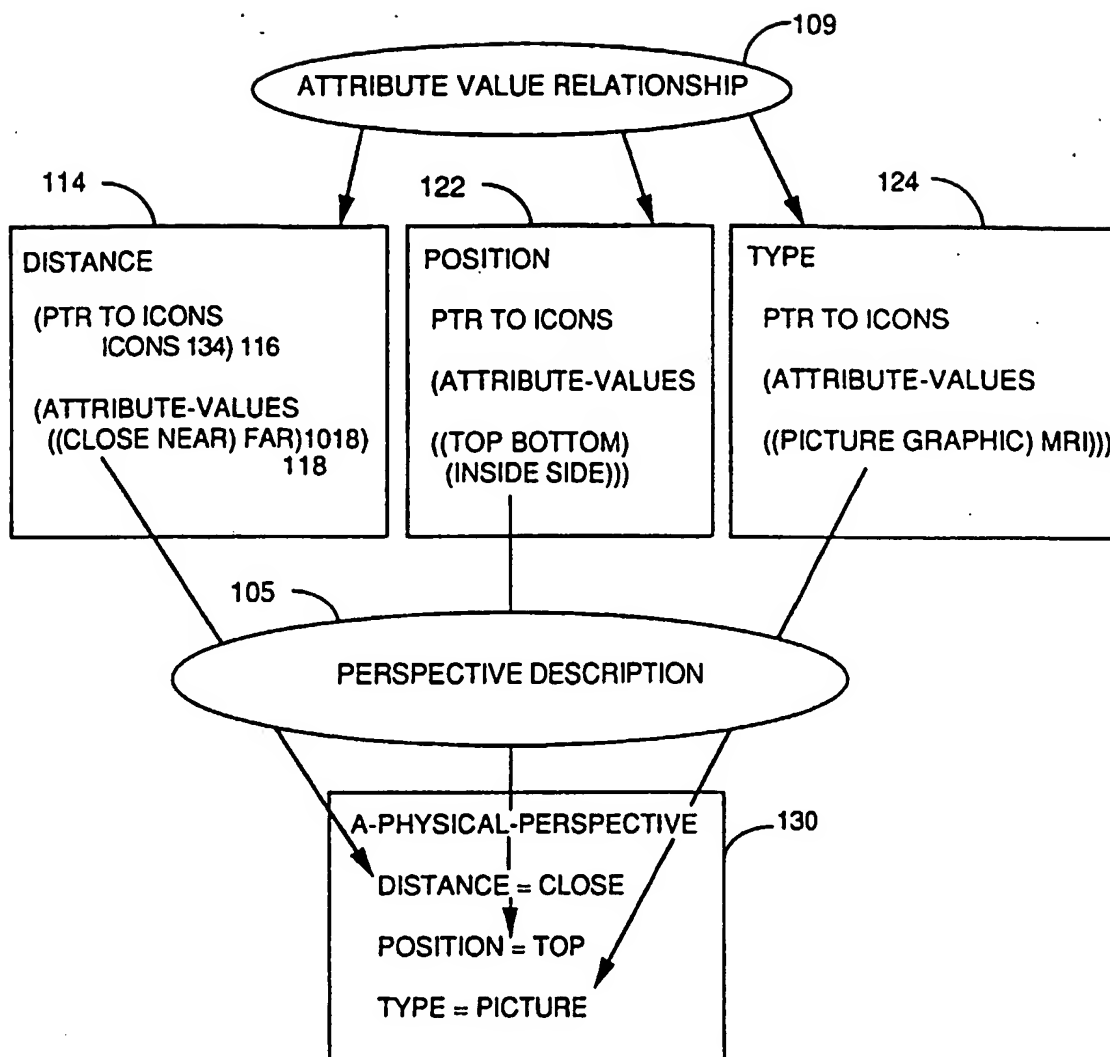 109
ATTRIBUTE VALUE RELATIONSHIP
114
122
124
DISTANCE
(PTR TO ICONS
ICONS 134) 116
(ATTRIBUTE-VALUES
((CLOSE NEAR) FAR)1018)
118
POSITION
PTR TO ICONS
(ATTRIBUTE-VALUES
((TOP BOTTOM)
(INSIDE SIDE)))
TYPE
PTR TO ICONS
(ATTRIBUTE-VALUES
((PICTURE GRAPHIC) MRI)))
105
PERSPECTIVE DESCRIPTION
A-PHYSICAL-PERSPECTIVE
130
DISTANCE = CLOSE
POSITION = TOP
TYPE = PICTURE